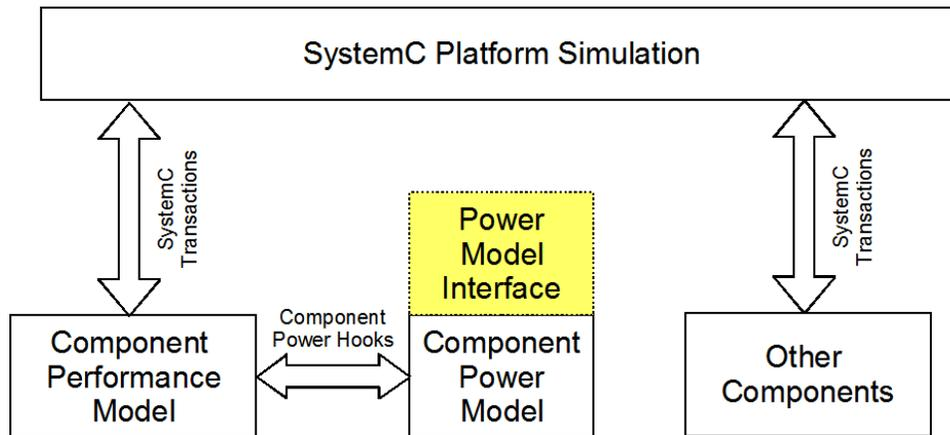 SystemC Platform Simulation
SystemC
Transactions
SystemC
Transactions
Power
Model
Interface
Component
Performance
Model
Component
Power Hooks
Component
Power
Model
Other
Components